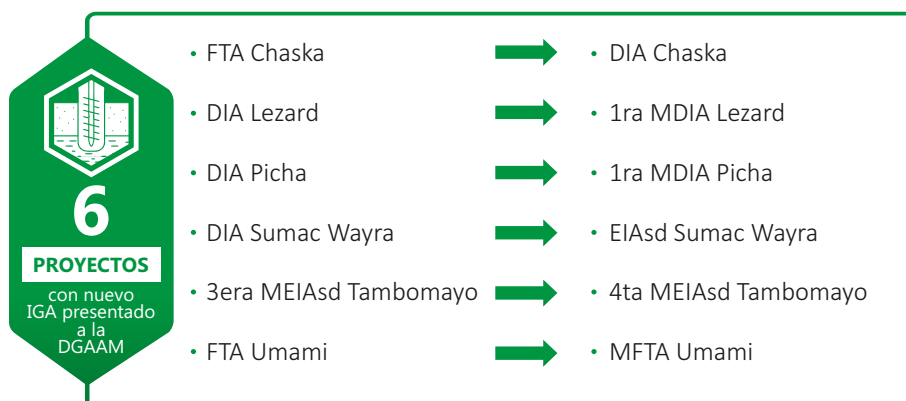 6
PROYECTOS
con nuevo
IGA presentado
a la
DGAAM
• FTA Chaska
• DIA Chaska
• DIA Lezard
• 1ra MDIA Lezard
• DIA Picha
• 1ra MDIA Picha
• DIA Sumac Wayra
• EIAsd Sumac Wayra
• 3era MEIAsd Tambomayo
• 4ta MEIAsd Tambomayo
• FTA Umami
• MFTA Umami